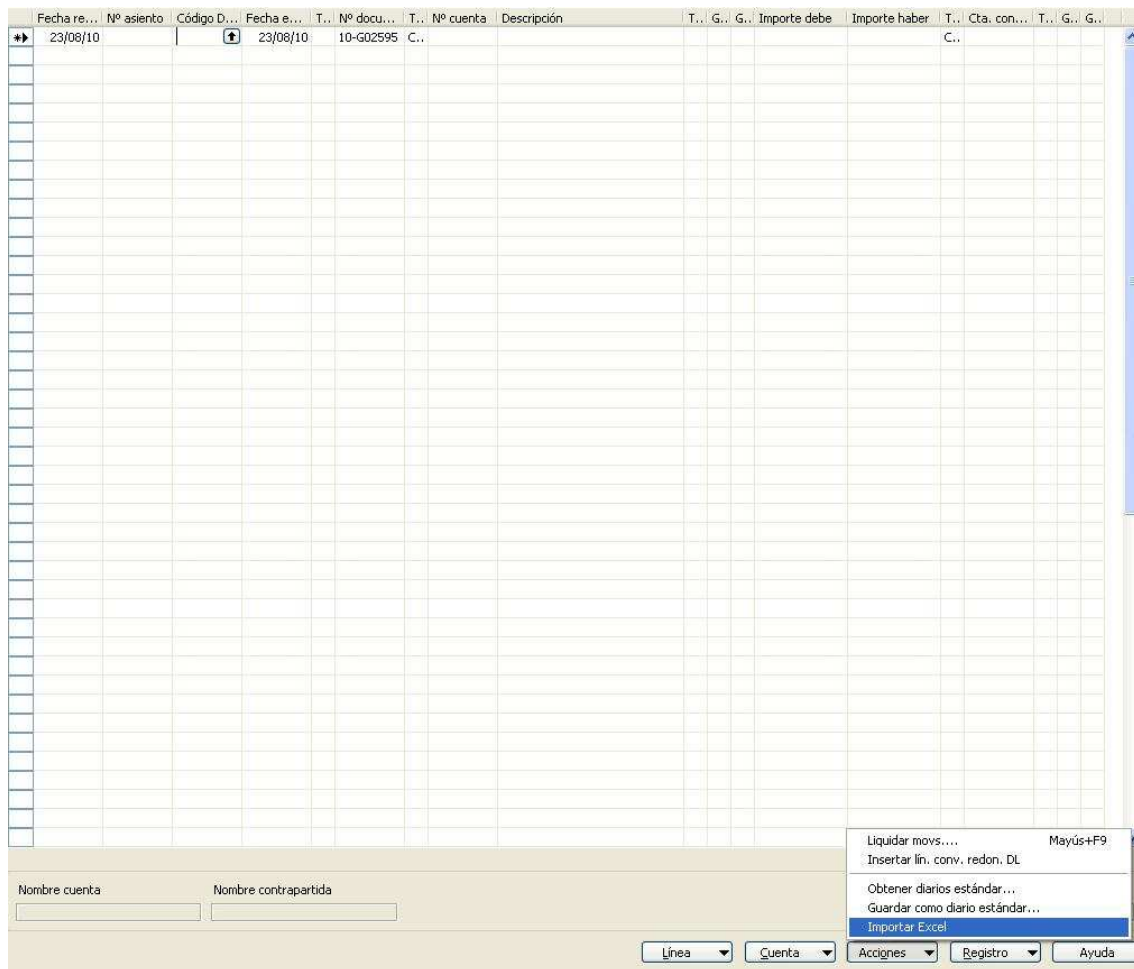 Fecha re... Nº asiento Código D... Fecha e... T.. Nº docu... T.. Nº cuenta Descripción T.. G.. G.. Importe debe Importe haber T.. Cta. con... T.. G.. G..
23/08/10 23/08/10 10-G02595 C.. C..
Liquidar movs.... Mayús+F9
Insertar lín. conv. redon. DL
Obtener diarios estándar...
Guardar como diario estándar...
Importar Excel
Nombre cuenta Nombre contrapartida
Línea Cuenta Acciones Registro Ayuda